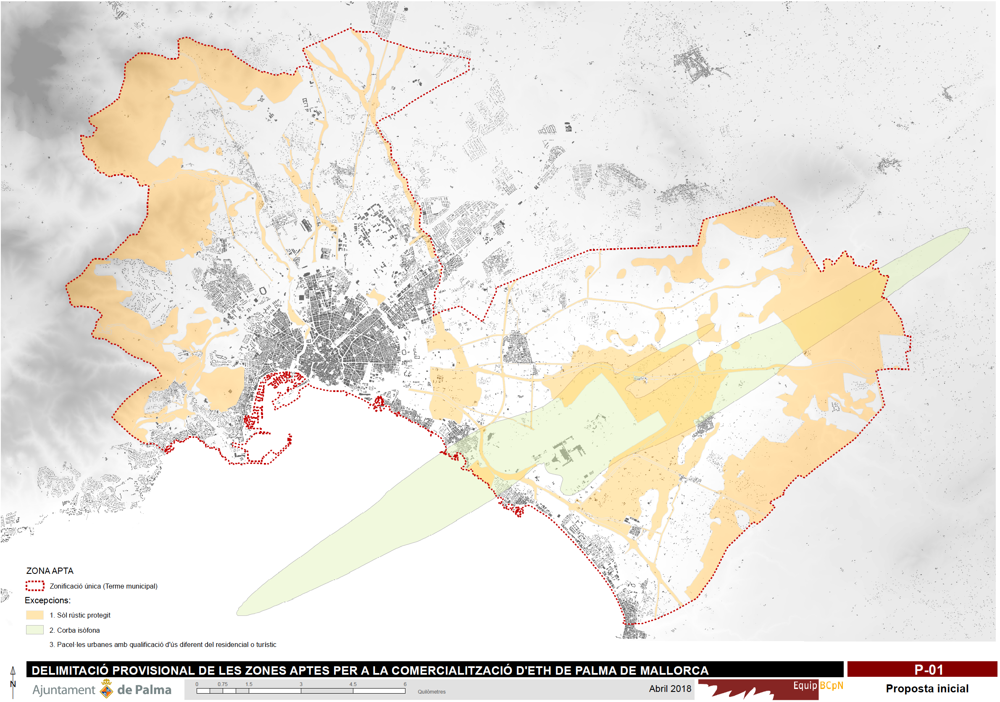 ZONA APTA
Zonificació única (Terme municipal)
Excepcions:
1. Sòl rústic protegit
2. Corba isòfona
3. Pacel·les urbanes amb qualificació d'ús diferent del residencial o turístic
DELIMITACIÓ PROVISIONAL DE LES ZONES APTES PER A LA COMERCIALITZACIÓ D'ETH DE PALMA DE MALLORCA
P-01
N
Ajuntament de Palma
0 0.75 1.5 3 4.5 6
Quilòmetres
Abril 2018
Equip BCpN
Proposta inicial